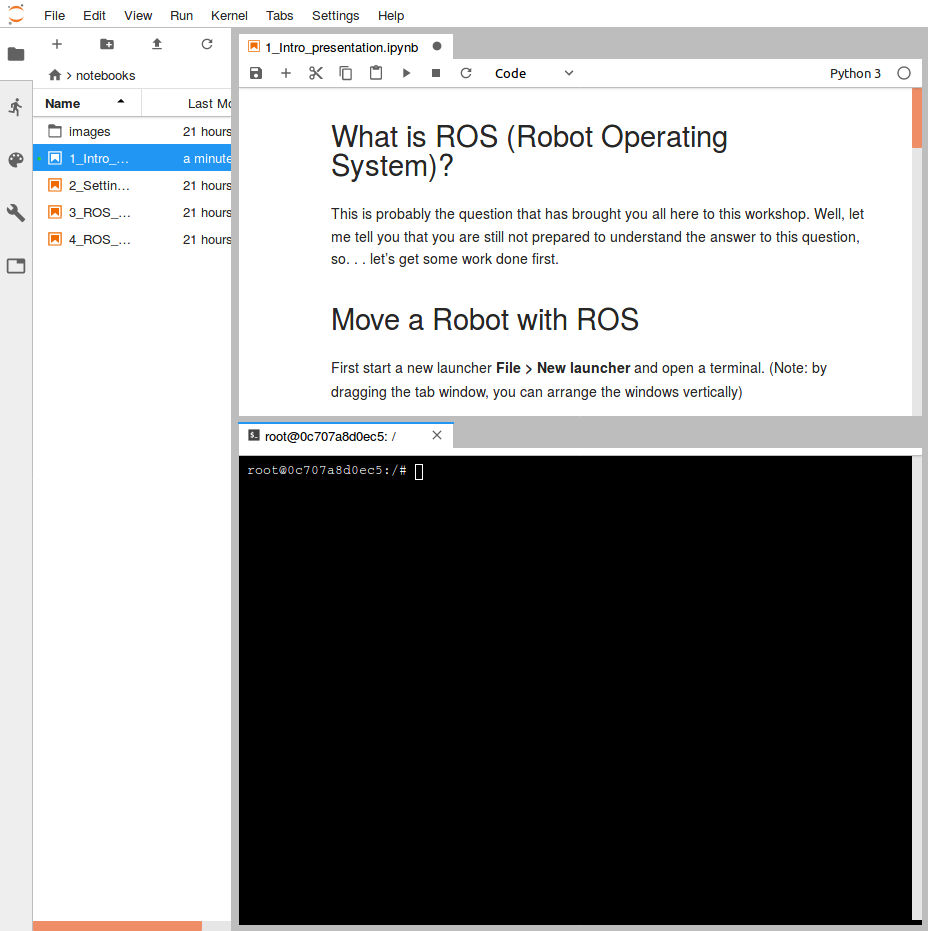 File Edit View Run Kernel Tabs Settings Help
notebooks
Name Last Mo
images 21 hours
1_Intro_... a minute
2_Settin... 21 hours
3_ROS_... 21 hours
4_ROS_... 21 hours
1_Intro_presentation.ipynb
Code Python 3
What is ROS (Robot Operating
System)?
This is probably the question that has brought you all here to this workshop. Well, let
me tell you that you are still not prepared to understand the answer to this question,
so. . . let's get some work done first.
Move a Robot with ROS
First start a new launcher File > New launcher and open a terminal. (Note: by
dragging the tab window, you can arrange the windows vertically)
root@0c707a8d0ec5: /
root@0c707a8d0ec5:/#